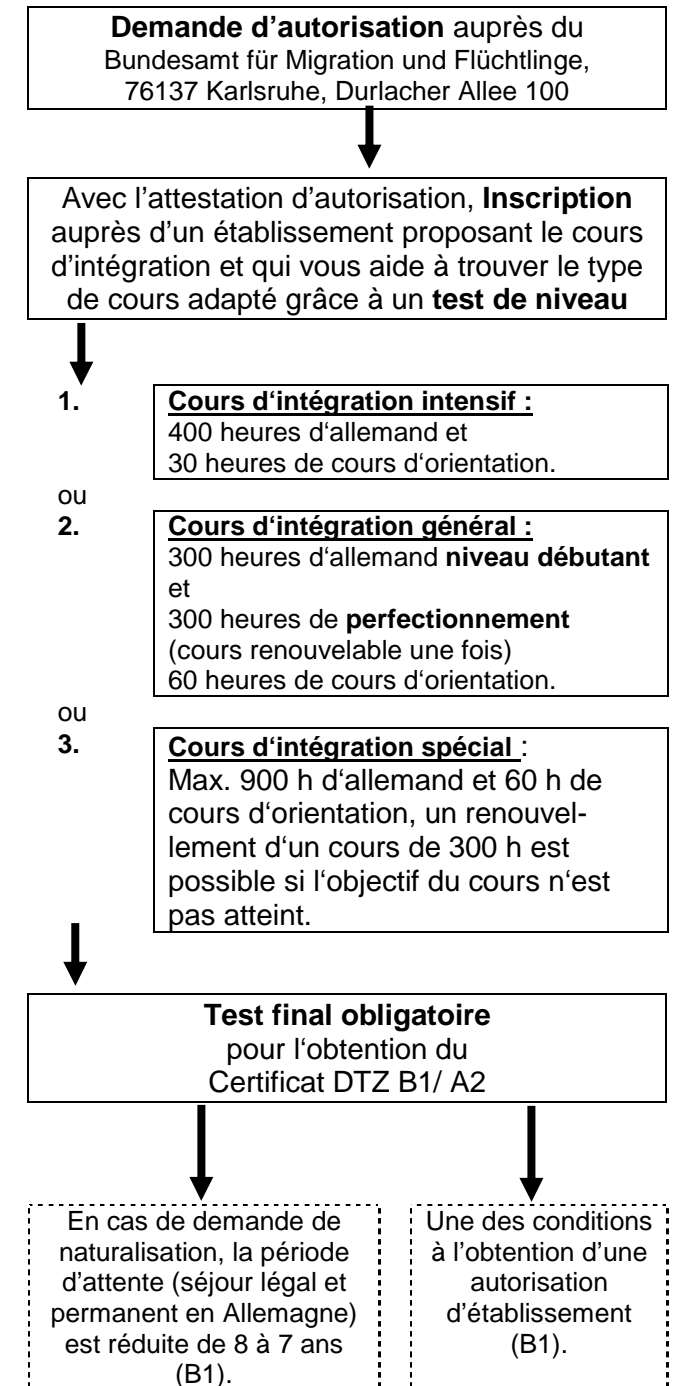 Demande d'autorisation auprès du
Bundesamt für Migration und Flüchtlinge,
76137 Karlsruhe, Durlacher Allee 100
Avec l'attestation d'autorisation, Inscription
auprès d'un établissement proposant le cours
d'intégration et qui vous aide à trouver le type
de cours adapté grâce à un test de niveau
1. Cours d'intégration intensif :
400 heures d'allemand et
30 heures de cours d'orientation.
ou
2. Cours d'intégration général :
300 heures d'allemand niveau débutant
et
300 heures de perfectionnement
(cours renouvelable une fois)
60 heures de cours d'orientation.
ou
3. Cours d'intégration spécial :
Max. 900 h d'allemand et 60 h de
cours d'orientation, un renouvel-
lement d'un cours de 300 h est
possible si l'objectif du cours n'est
pas atteint.
Test final obligatoire
pour l'obtention du
Certificat DTZ B1/ A2
En cas de demande de
naturalisation, la période
d'attente (séjour légal et
permanent en Allemagne)
est réduite de 8 à 7 ans
(B1).
Une des conditions
à l'obtention d'une
autorisation
d'établissement
(B1).